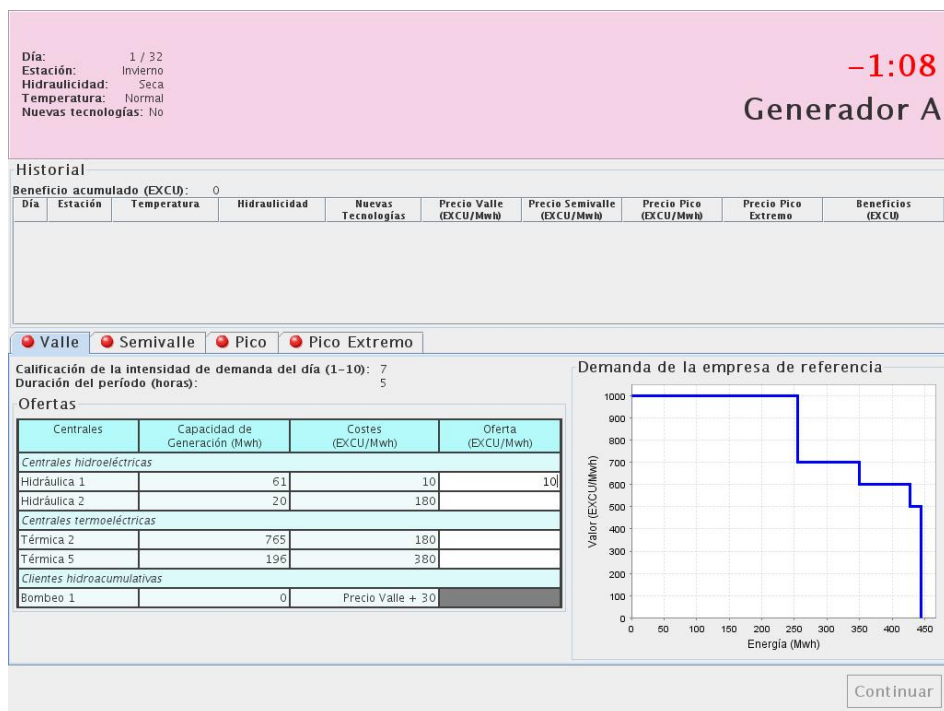 Día: 1 / 32
Estación: Invierno
Hidraulicidad: Seca
Temperatura: Normal
Nuevas tecnologías: No
−1:08
Generador A
Historial
Beneficio acumulado (EXCU): 0
Día Estación Temperatura Hidraulicidad Nuevas Tecnologías Precio Valle (EXCU/Mwh) Precio Semivalle (EXCU/Mwh) Precio Pico (EXCU/Mwh) Precio Pico Extremo Beneficios (EXCU)
Valle Semivalle Pico Pico Extremo
Calificación de la intensidad de demanda del día (1−10): 7
Duración del período (horas): 5
Ofertas
Centrales Capacidad de Generación (Mwh) Costes (EXCU/Mwh) Oferta (EXCU/Mwh)
Centrales hidroeléctricas
Hidráulica 1 61 10 10
Hidráulica 2 20 180
Centrales termoeléctricas
Térmica 2 765 180
Térmica 5 196 380
Clientes hidroacumulativas
Bombeo 1 0 Precio Valle + 30
Demanda de la empresa de referencia
Valor (EXCU/Mwh)
1000
900
800
700
600
500
400
300
200
100
0
0 50 100 150 200 250 300 350 400 450
Energía (Mwh)
Continuar